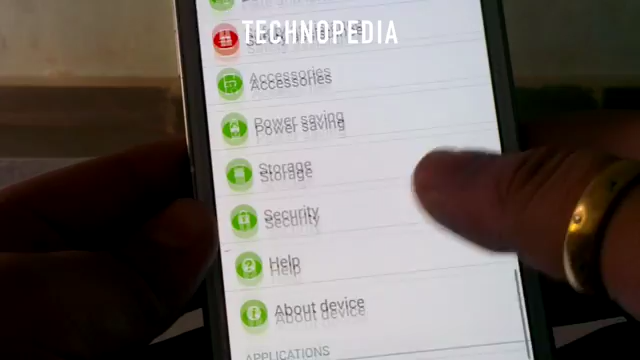 TECHNOPEDIA
Accessories
Power saving
Storage
Security
Help
About device
APPLICATIONS